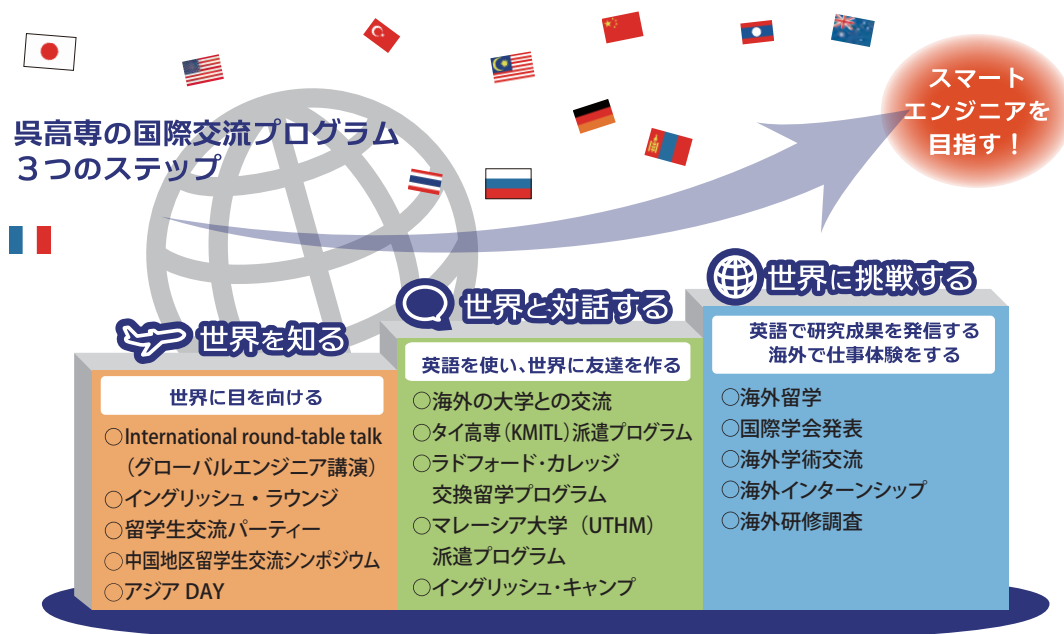 呉高専の国際交流プログラム
3つのステップ
スマート
エンジニアを
目指す！
世界を知る
世界に目を向ける
○International round-table talk
（グローバルエンジニア講演）
○イングリッシュ・ラウンジ
○留学生交流パーティー
○中国地区留学生交流シンポジウム
○アジア DAY
世界と対話する
英語を使い、世界に友達を作る
○海外の大学との交流
○タイ高専（KMITL）派遣プログラム
○ラドフォード・カレッジ
交換留学プログラム
○マレーシア大学（UTHM）
派遣プログラム
○イングリッシュ・キャンプ
世界に挑戦する
英語で研究成果を発信する
海外で仕事体験をする
○海外留学
○国際学会発表
○海外学術交流
○海外インターンシップ
○海外研修調査